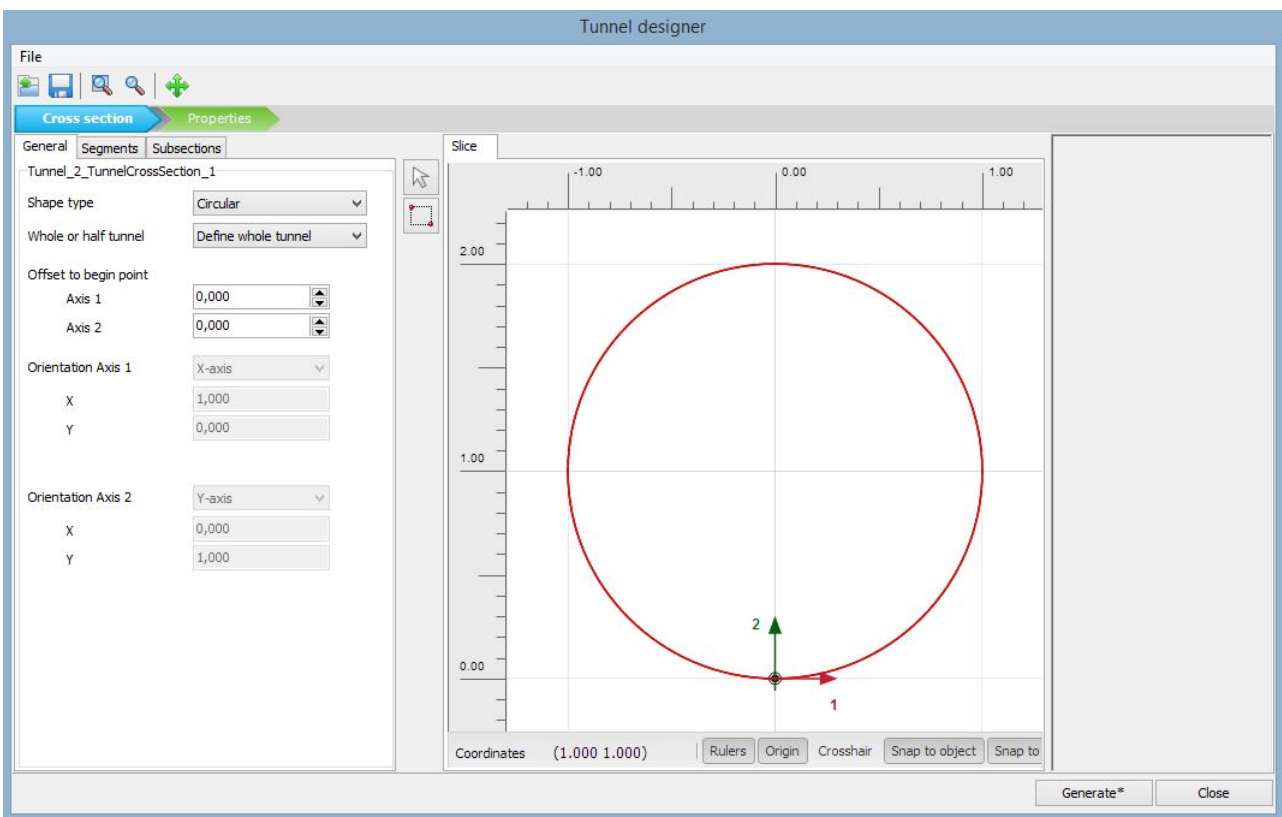 Tunnel designer
File
Cross section Properties
General Segments Subsections
Tunnel_2_TunnelCrossSection_1
Shape type Circular
Whole or half tunnel Define whole tunnel
Offset to begin point
Axis 1 0,000
Axis 2 0,000
Orientation Axis 1 X-axis
X 1,000
Y 0,000
Orientation Axis 2 Y-axis
X 0,000
Y 1,000
Slice
-1.00 0.00 1.00
2.00
1.00
2
0.00
1
Coordinates (1.000 1.000) Rulers Origin Crosshair Snap to object Snap to
Generate* Close